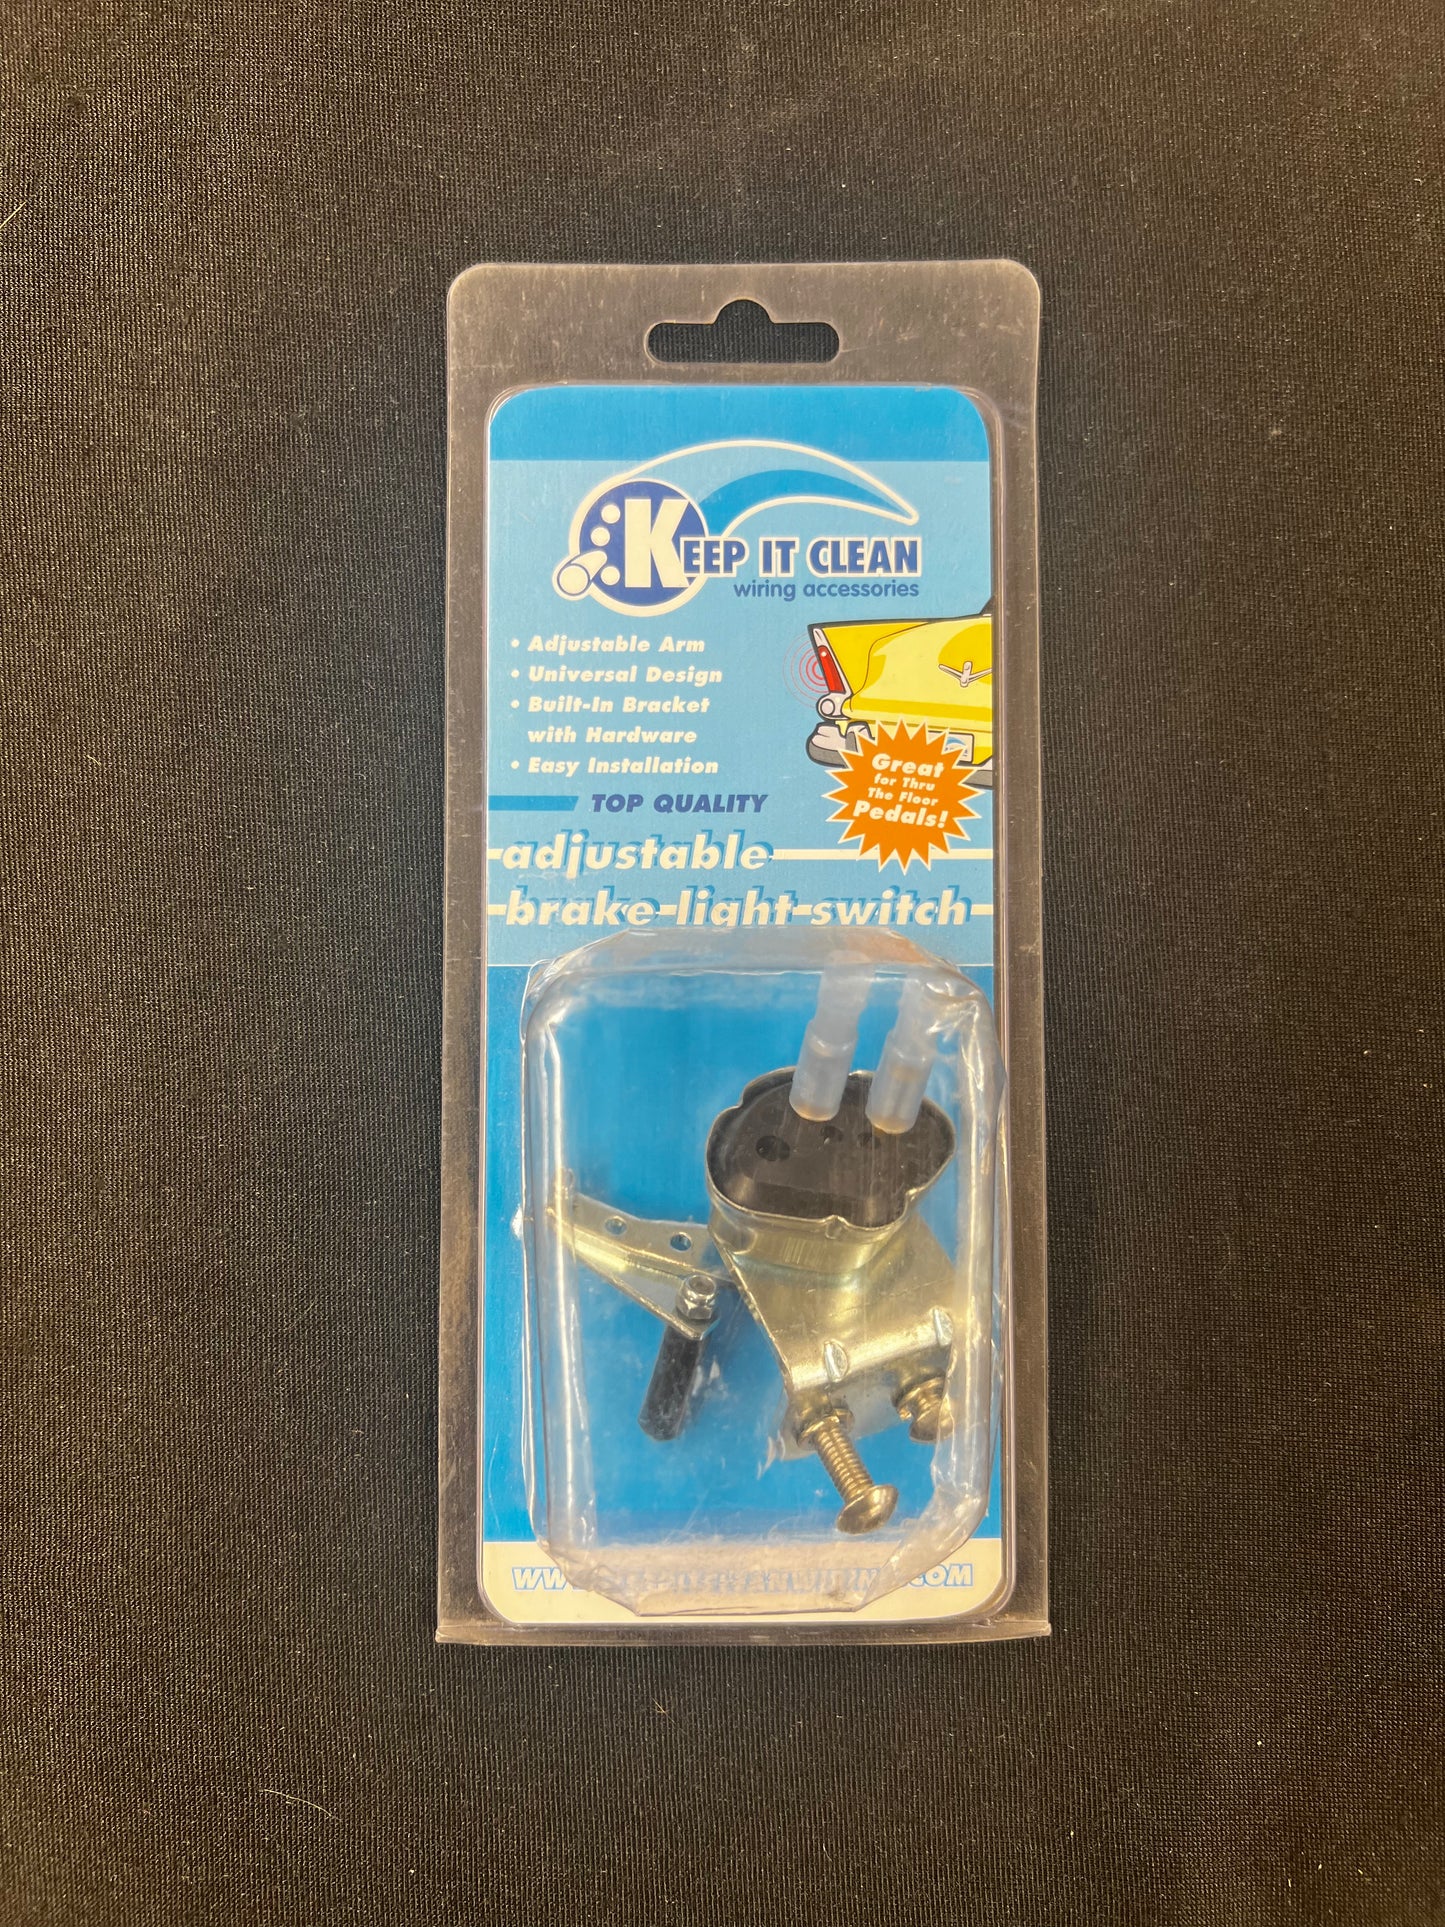 KEEP IT CLEAN
wiring accessories
• Adjustable Arm
• Universal Design
• Built-In Bracket
with Hardware
• Easy Installation
Great
for Thru
The Floor
Pedals!
TOP QUALITY
adjustable
brake light switch
.COM